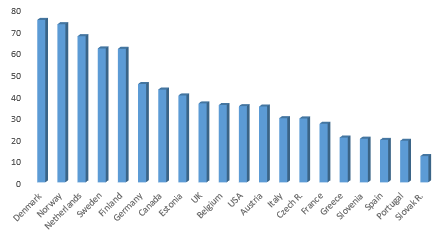 80
70
60
50
40
30
20
10
0
Denmark
Norway
Netherlands
Sweden
Finland
Germany
Canada
Estonia
UK
Belgium
USA
Austria
Italy
Czech R.
France
Greece
Slovenia
Spain
Portugal
Slovak R.